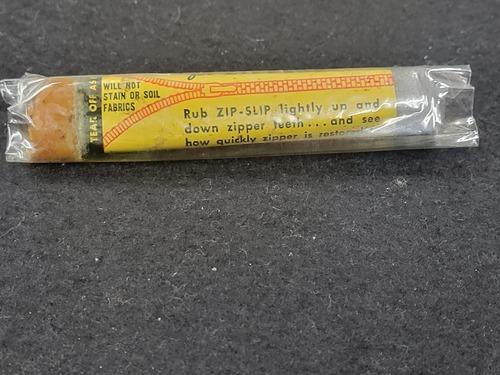 WILL NOT
STAIN OR SOIL
FABRICS
TEAR OFF AS
Rub ZIP-SLIP lightly up and
down zipper teeth...and see
how quickly zipper is